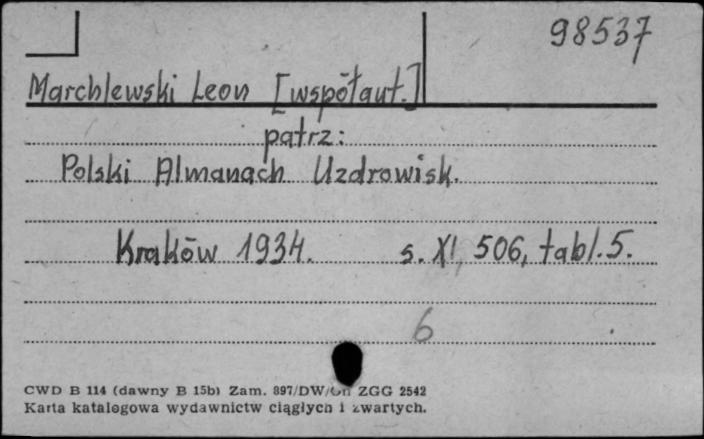 98537
Marchlewski Leon [współaut.]
patrz:
Polski Almanach Uzdrowisk.
Kraków 1934. s. XI, 506, tabl. 5.
6
CWD B 114 (dawny B 15b) Zam. 897/DW/ ZGG 2542
Karta katalogowa wydawnictw ciągłych i zwartych.